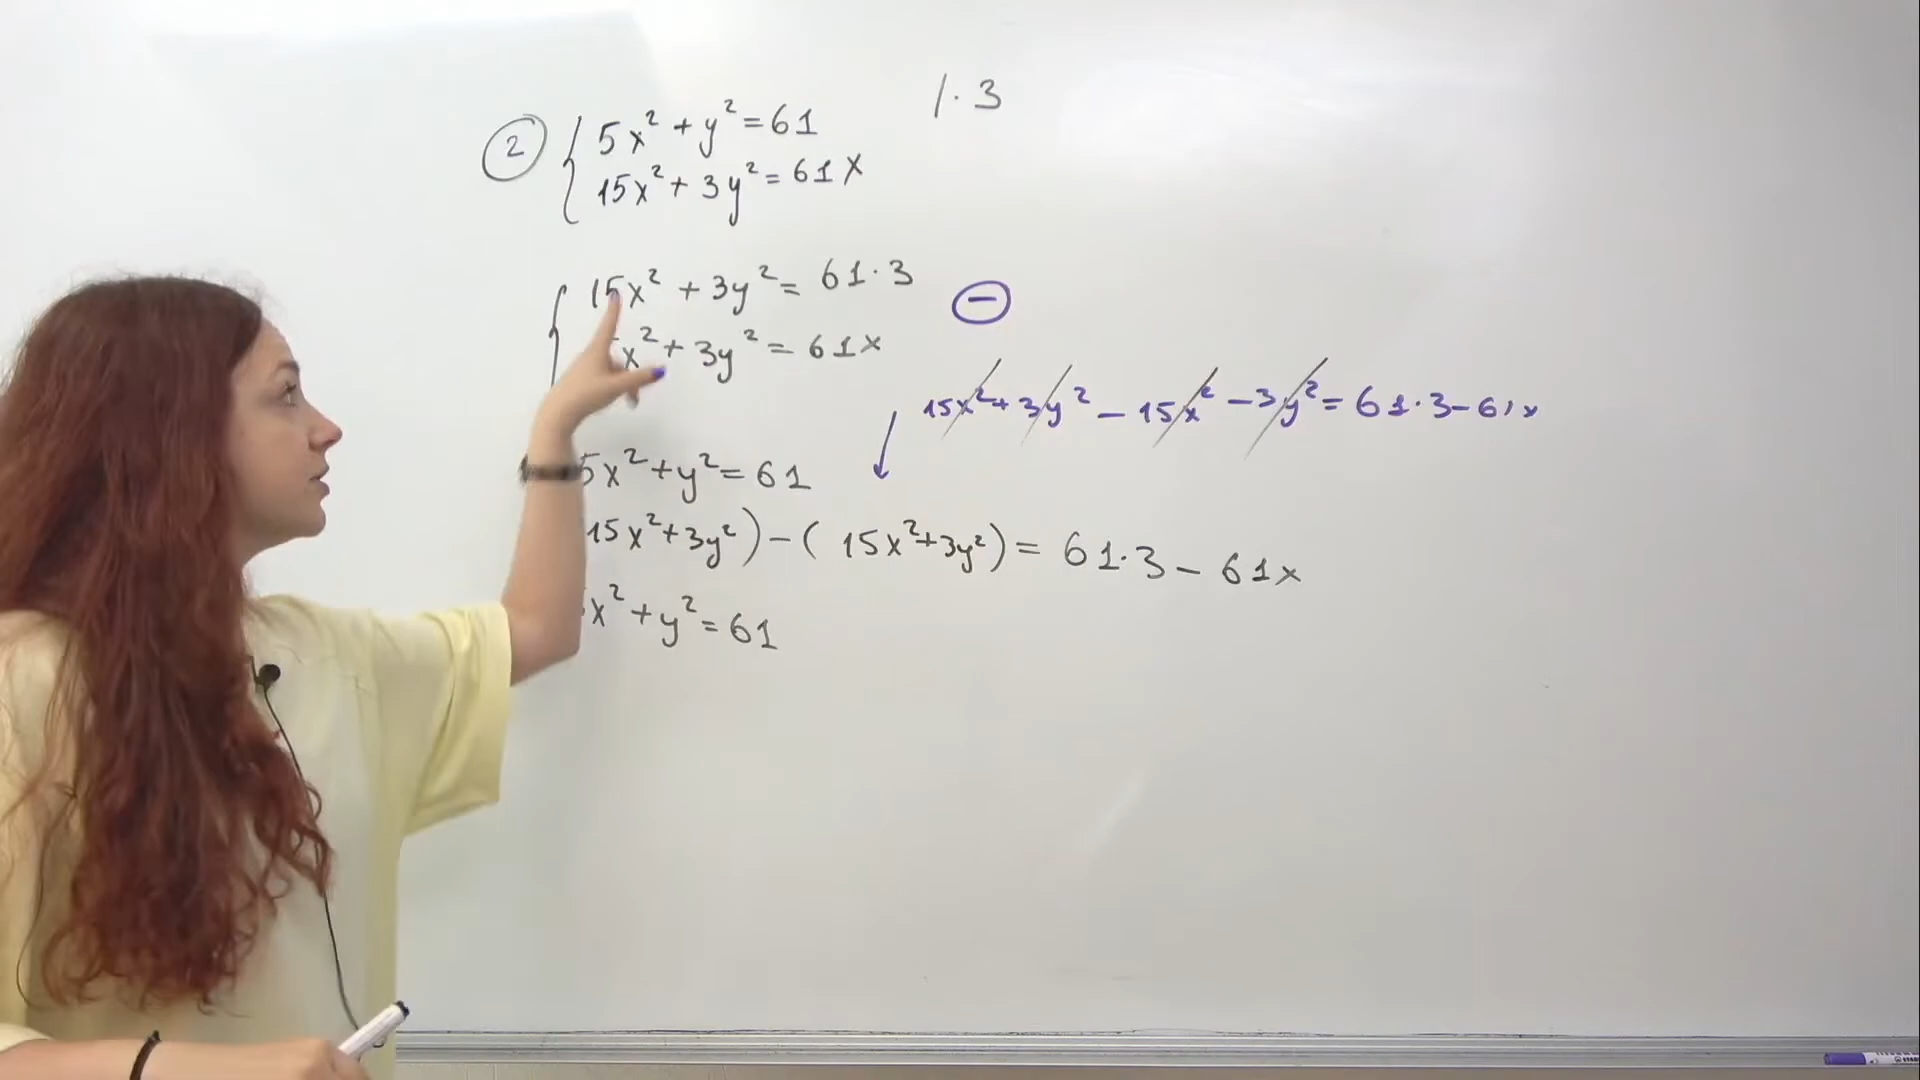 /·3
② { 5x² + y² = 61
15x² + 3y² = 61x
{ 15x² + 3y² = 61·3 ⊖
x² + 3y² = 61x
15x² + 3y² − 15x² − 3y² = 61·3 − 61x
5x² + y² = 61
15x² + 3y²) − (15x² + 3y²) = 61·3 − 61x
x² + y² = 61